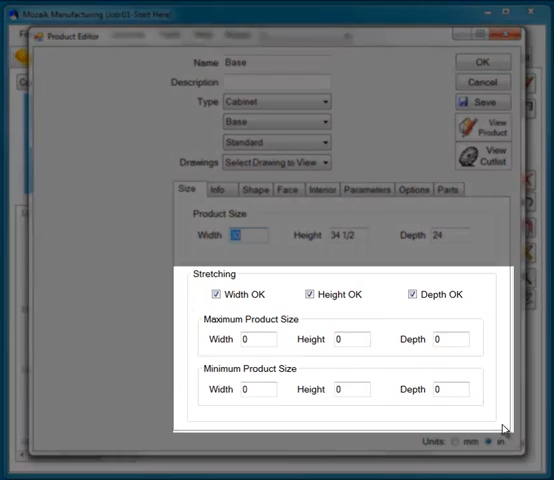 Mozaik Manufacturing (Job:01-Start Here)
Product Editor
Name Base
Description
Type Cabinet
Base
Standard
Drawings Select Drawing to View
OK
Cancel
Save
View Product
View Cutlist
Size Info Shape Face Interior Parameters Options Parts
Product Size
Width Height 34 1/2 Depth 24
Stretching
Width OK Height OK Depth OK
Maximum Product Size
Width 0 Height 0 Depth 0
Minimum Product Size
Width 0 Height 0 Depth 0
Units: mm in